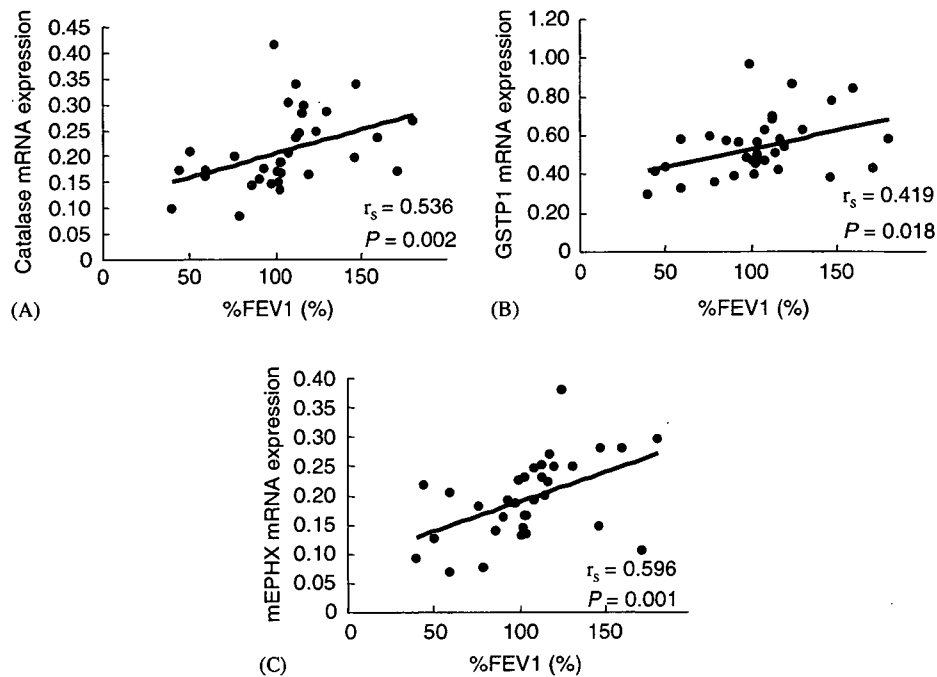 Catalase mRNA expression
0.45
0.40
0.35
0.30
0.25
0.20
0.15
0.10
0.05
0.00
0 50 100 150
%FEV1 (%)
r_s = 0.536
P = 0.002
(A)
GSTP1 mRNA expression
1.20
1.00
0.80
0.60
0.40
0.20
0
0 50 100 150
%FEV1 (%)
r_s = 0.419
P = 0.018
(B)
mEPHX mRNA expression
0.40
0.35
0.30
0.25
0.20
0.15
0.10
0.05
0
0 50 100 150
%FEV1 (%)
r_s = 0.596
P = 0.001
(C)